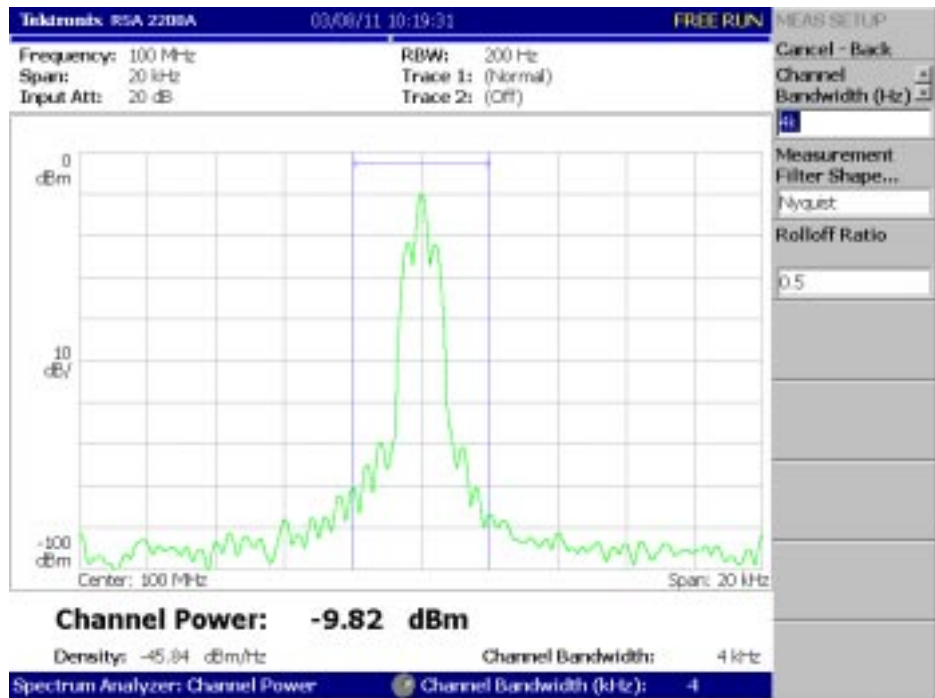 Tektronix RSA 2208A 03/08/11 10:19:31 FREE RUN
Frequency: 100 MHz
Span: 20 kHz
Input Att: 20 dB
RBW: 200 Hz
Trace 1: (Normal)
Trace 2: (Off)
MEAS SETUP
Cancel - Back
Channel
Bandwidth (Hz)
4k
Measurement
Filter Shape...
Nyquist
Rolloff Ratio
0.5
0
dBm
10
dB/
-100
dBm
Center: 100 MHz
Span: 20 kHz
Channel Power: -9.82 dBm
Density: -45.84 dBm/Hz
Channel Bandwidth: 4 kHz
Spectrum Analyzer: Channel Power
Channel Bandwidth (kHz): 4